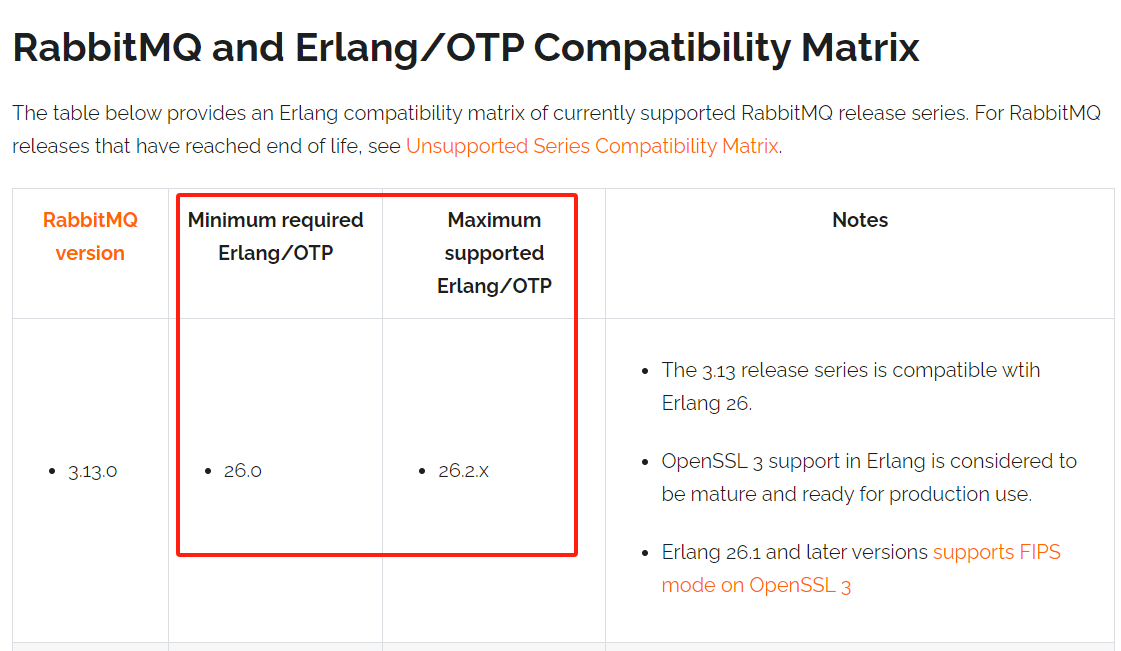 RabbitMQ and Erlang/OTP Compatibility Matrix
The table below provides an Erlang compatibility matrix of currently supported RabbitMQ release series. For RabbitMQ
releases that have reached end of life, see Unsupported Series Compatibility Matrix.
RabbitMQ
version
Minimum required
Erlang/OTP
Maximum
supported
Erlang/OTP
Notes
• 3.13.0
• 26.0
• 26.2.x
• The 3.13 release series is compatible wtih
Erlang 26.
• OpenSSL 3 support in Erlang is considered to
be mature and ready for production use.
• Erlang 26.1 and later versions supports FIPS
mode on OpenSSL 3